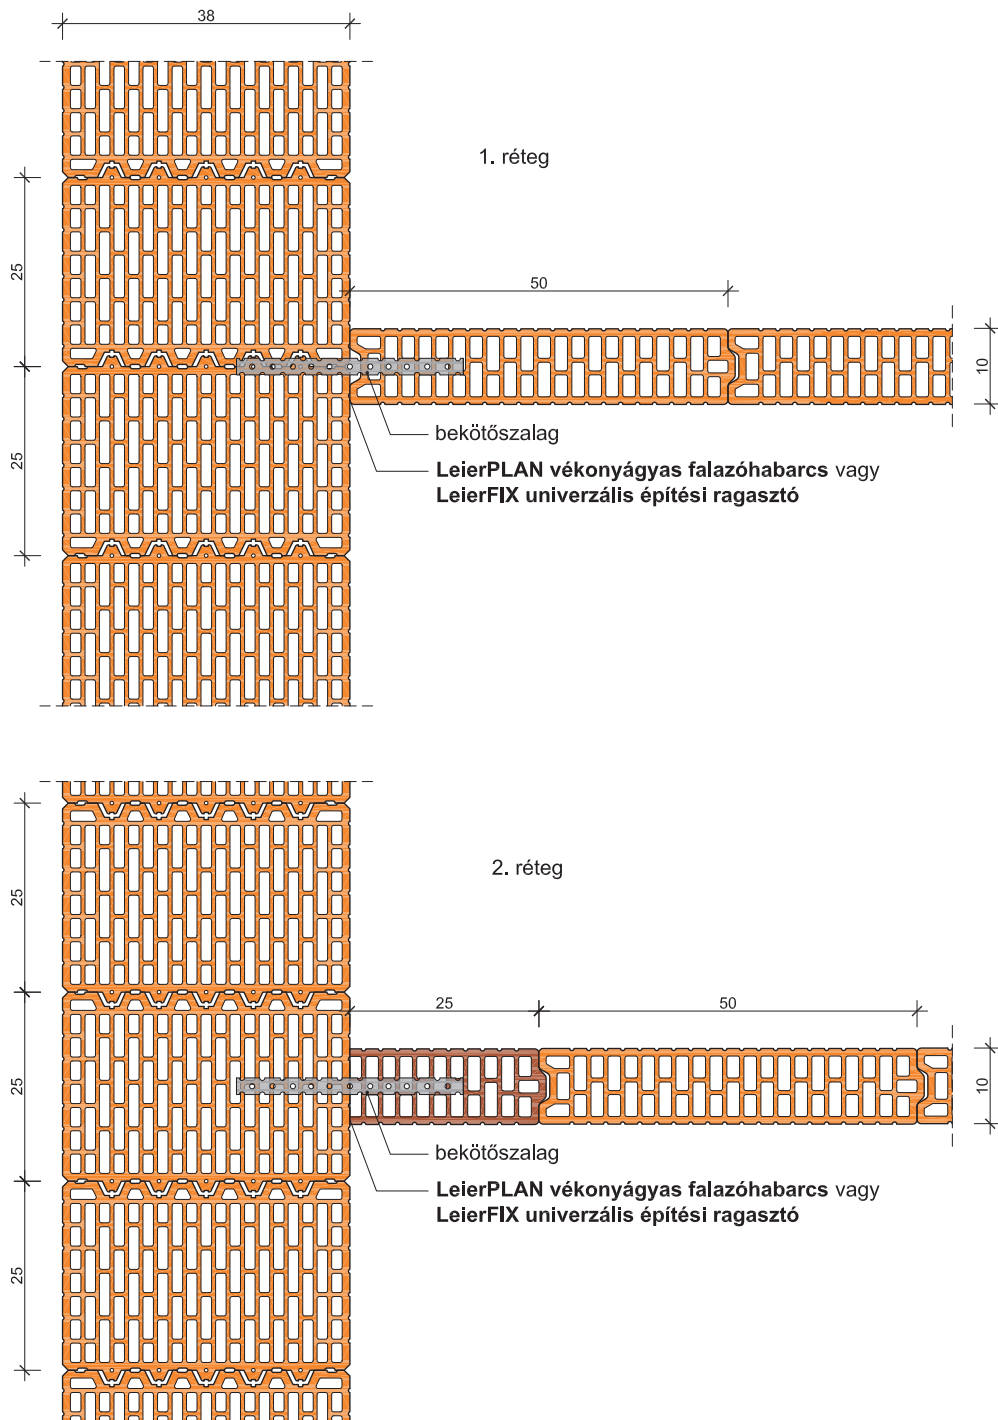 38
1. réteg
25
50
10
25
bekötőszalag
LeierPLAN vékonyágyas falazóhabarcs vagy
LeierFIX univerzális építési ragasztó
2. réteg
25
25
50
25
10
bekötőszalag
LeierPLAN vékonyágyas falazóhabarcs vagy
LeierFIX univerzális építési ragasztó
25